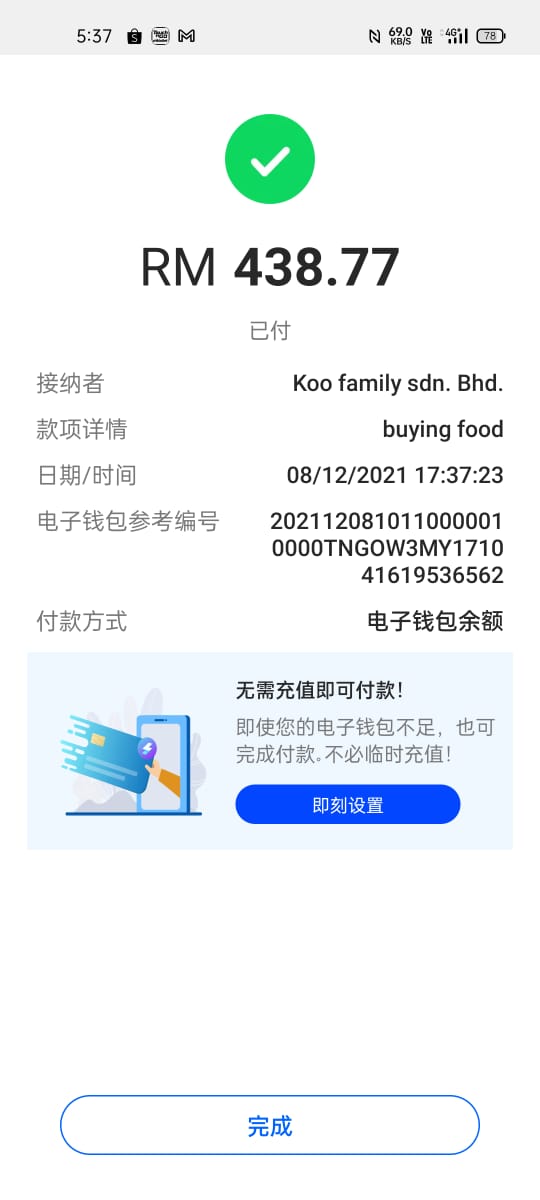 5:37
69.0
KB/S
VO
LTE
4G+
78
RM 438.77
已付
接纳者 Koo family sdn. Bhd.
款项详情 buying food
日期/时间 08/12/2021 17:37:23
电子钱包参考编号 202112081011000001
0000TNGOW3MY1710
41619536562
付款方式 电子钱包余额
无需充值即可付款!
即使您的电子钱包不足，也可
完成付款。不必临时充值!
即刻设置
完成